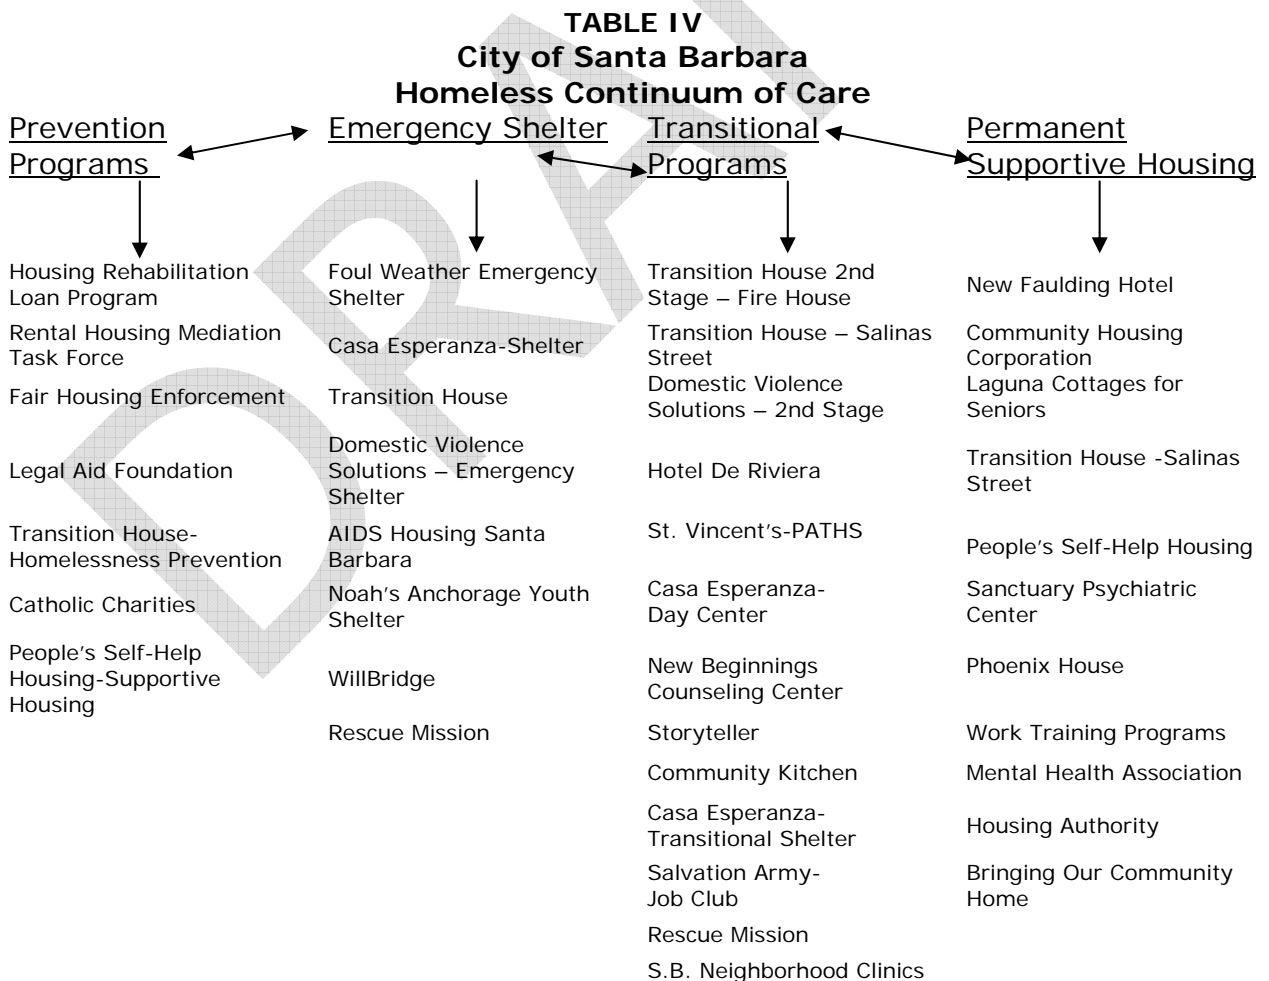 TABLE IV
City of Santa Barbara
Homeless Continuum of Care
Prevention
Programs
Emergency Shelter
Transitional
Programs
Permanent
Supportive Housing
Housing Rehabilitation
Loan Program
Rental Housing Mediation
Task Force
Fair Housing Enforcement
Legal Aid Foundation
Transition House-
Homelessness Prevention
Catholic Charities
People's Self-Help
Housing-Supportive
Housing
Foul Weather Emergency
Shelter
Casa Esperanza-Shelter
Transition House
Domestic Violence
Solutions – Emergency
Shelter
AIDS Housing Santa
Barbara
Noah's Anchorage Youth
Shelter
WillBridge
Rescue Mission
Transition House 2nd
Stage – Fire House
Transition House – Salinas
Street
Domestic Violence
Solutions – 2nd Stage
Hotel De Riviera
St. Vincent's-PATHS
Casa Esperanza-
Day Center
New Beginnings
Counseling Center
Storyteller
Community Kitchen
Casa Esperanza-
Transitional Shelter
Salvation Army-
Job Club
Rescue Mission
S.B. Neighborhood Clinics
New Faulding Hotel
Community Housing
Corporation
Laguna Cottages for
Seniors
Transition House -Salinas
Street
People's Self-Help Housing
Sanctuary Psychiatric
Center
Phoenix House
Work Training Programs
Mental Health Association
Housing Authority
Bringing Our Community
Home
DRA